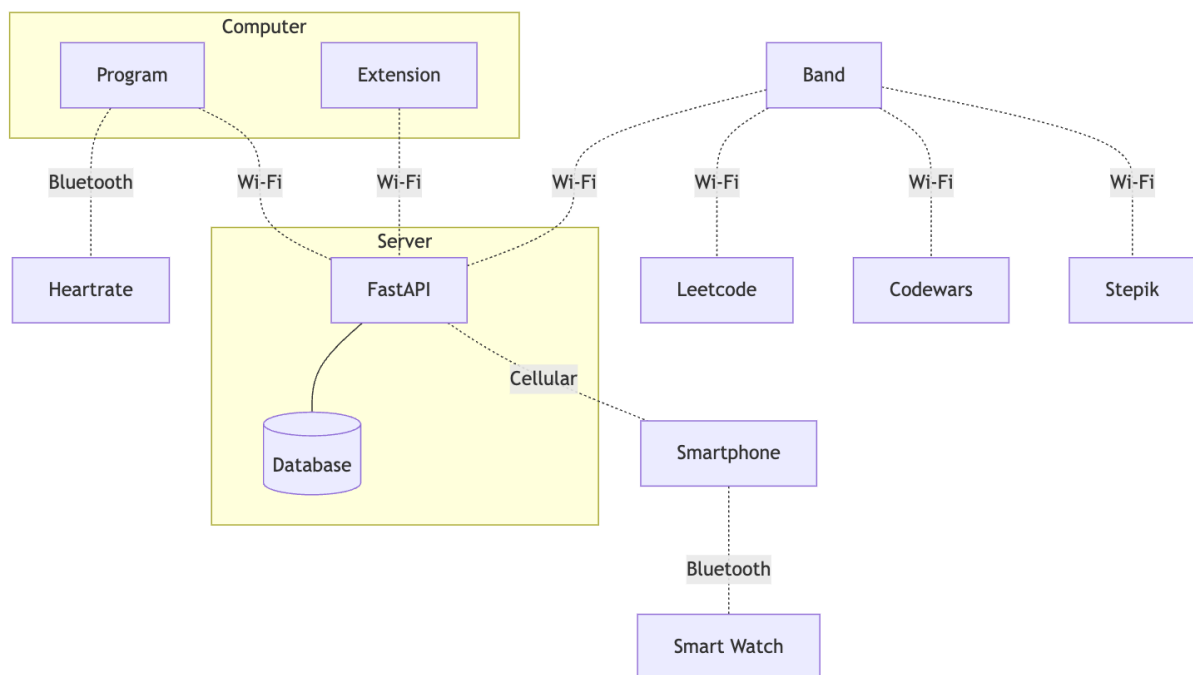 Computer
Program
Extension
Band
Bluetooth
Wi-Fi
Wi-Fi
Wi-Fi
Wi-Fi
Wi-Fi
Wi-Fi
Server
Heartrate
FastAPI
Leetcode
Codewars
Stepik
Cellular
Database
Smartphone
Bluetooth
Smart Watch